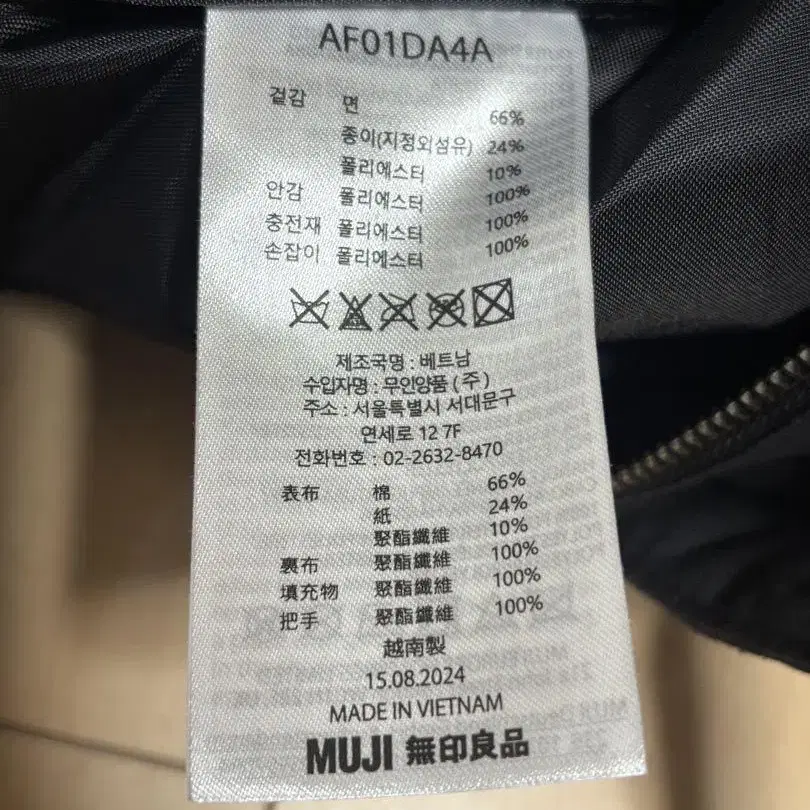 AF01DA4A
겉감 면 66%
종이(지정외섬유) 24%
폴리에스터 10%
안감 폴리에스터 100%
충전재 폴리에스터 100%
손잡이 폴리에스터 100%
제조국명 : 베트남
수입자명 : 무인양품 (주)
주소 : 서울특별시 서대문구
연세로 12 7F
전화번호 : 02-2632-8470
表布 棉 66%
紙 24%
聚酯纖維 10%
裏布 聚酯纖維 100%
填充物 聚酯纖維 100%
把手 聚酯纖維 100%
越南製
15.08.2024
MADE IN VIETNAM
MUJI 無印良品